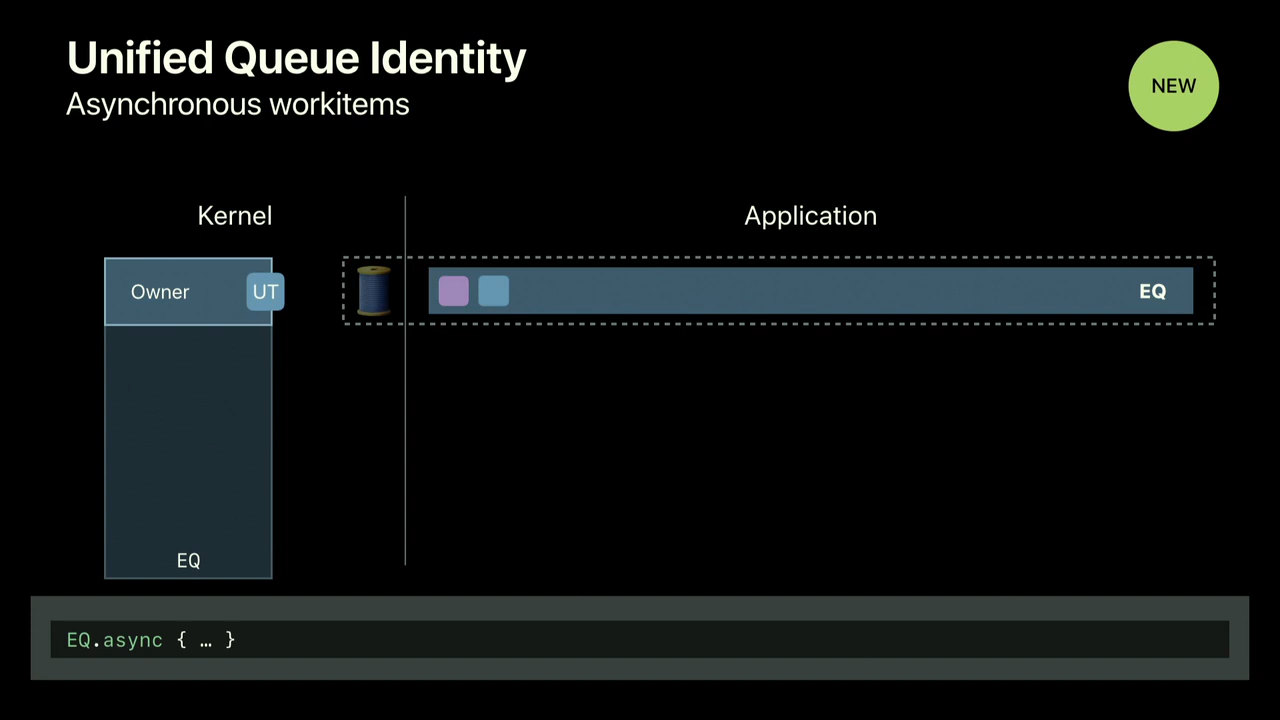 Unified Queue Identity
Asynchronous workitems
NEW
Kernel
Application
Owner
UT
EQ
EQ
EQ.async { … }